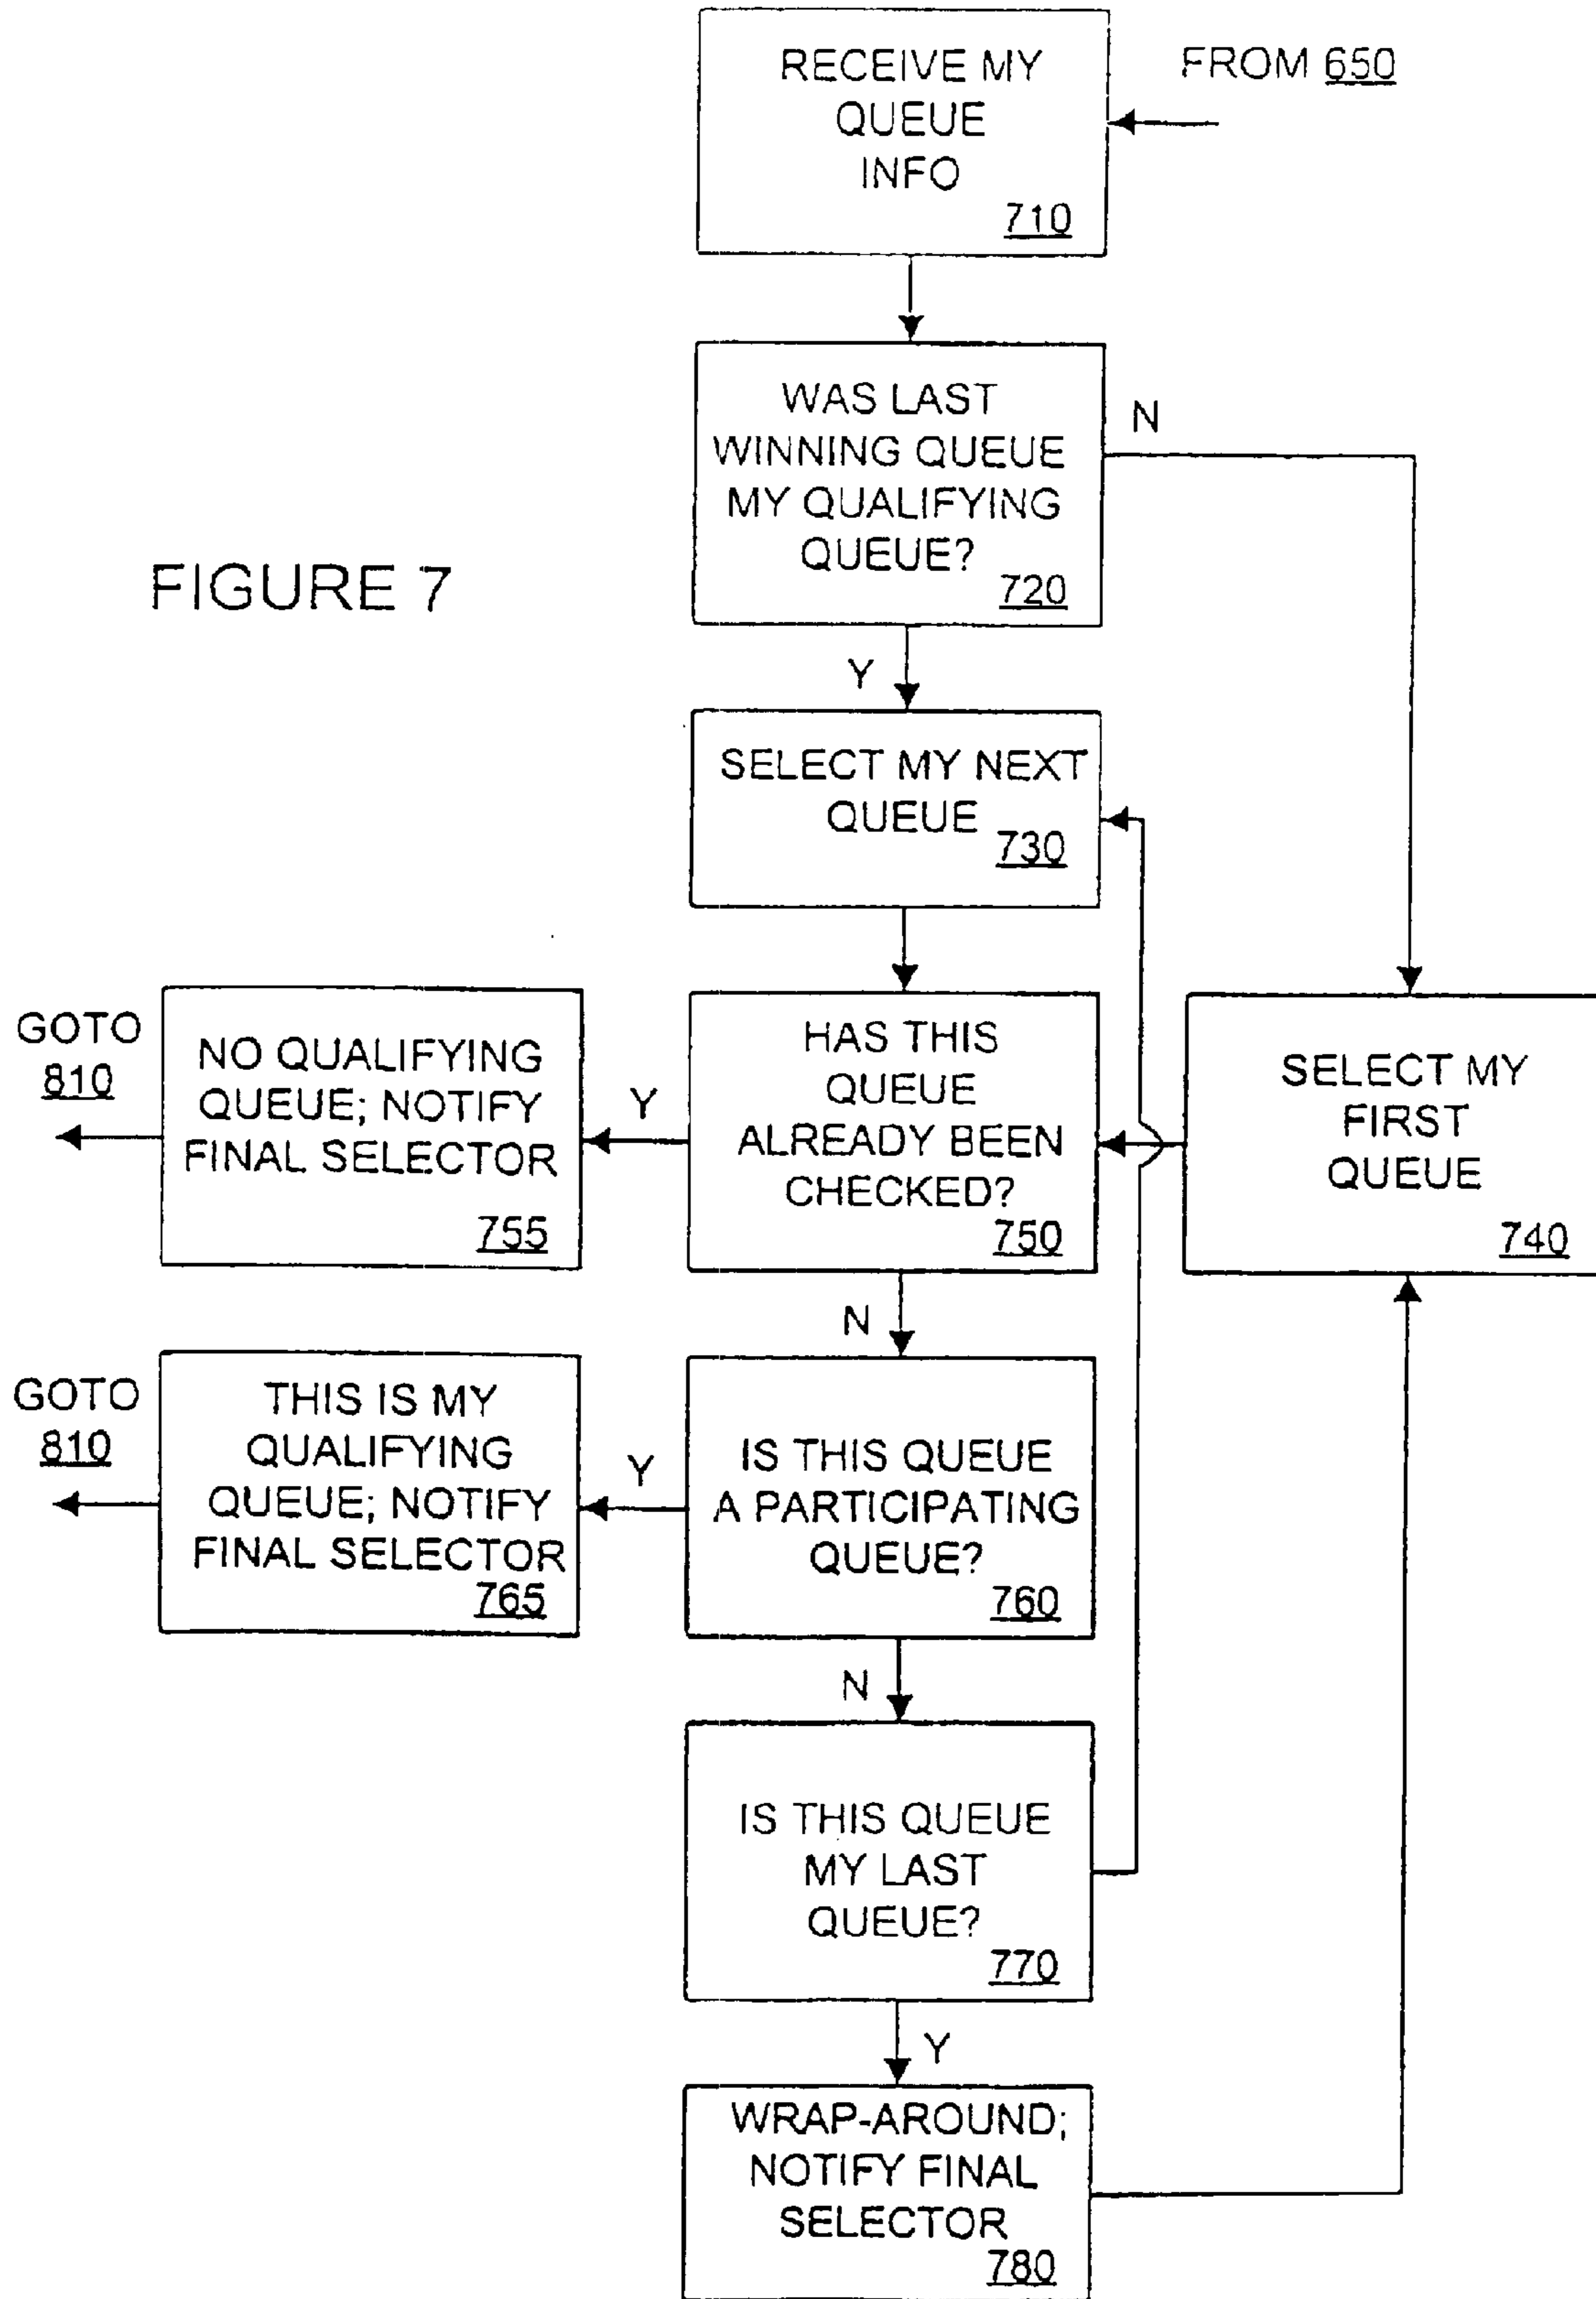 RECEIVE MY
QUEUE
INFO
710
FROM 650
WAS LAST
WINNING QUEUE
MY QUALIFYING
QUEUE?
720
N
FIGURE 7
Y
SELECT MY NEXT
QUEUE
730
GOTO
810
NO QUALIFYING
QUEUE; NOTIFY
FINAL SELECTOR
755
Y
HAS THIS
QUEUE
ALREADY BEEN
CHECKED?
750
SELECT MY
FIRST
QUEUE
740
N
GOTO
810
THIS IS MY
QUALIFYING
QUEUE; NOTIFY
FINAL SELECTOR
765
Y
IS THIS QUEUE
A PARTICIPATING
QUEUE?
760
N
IS THIS QUEUE
MY LAST
QUEUE?
770
Y
WRAP-AROUND;
NOTIFY FINAL
SELECTOR
780